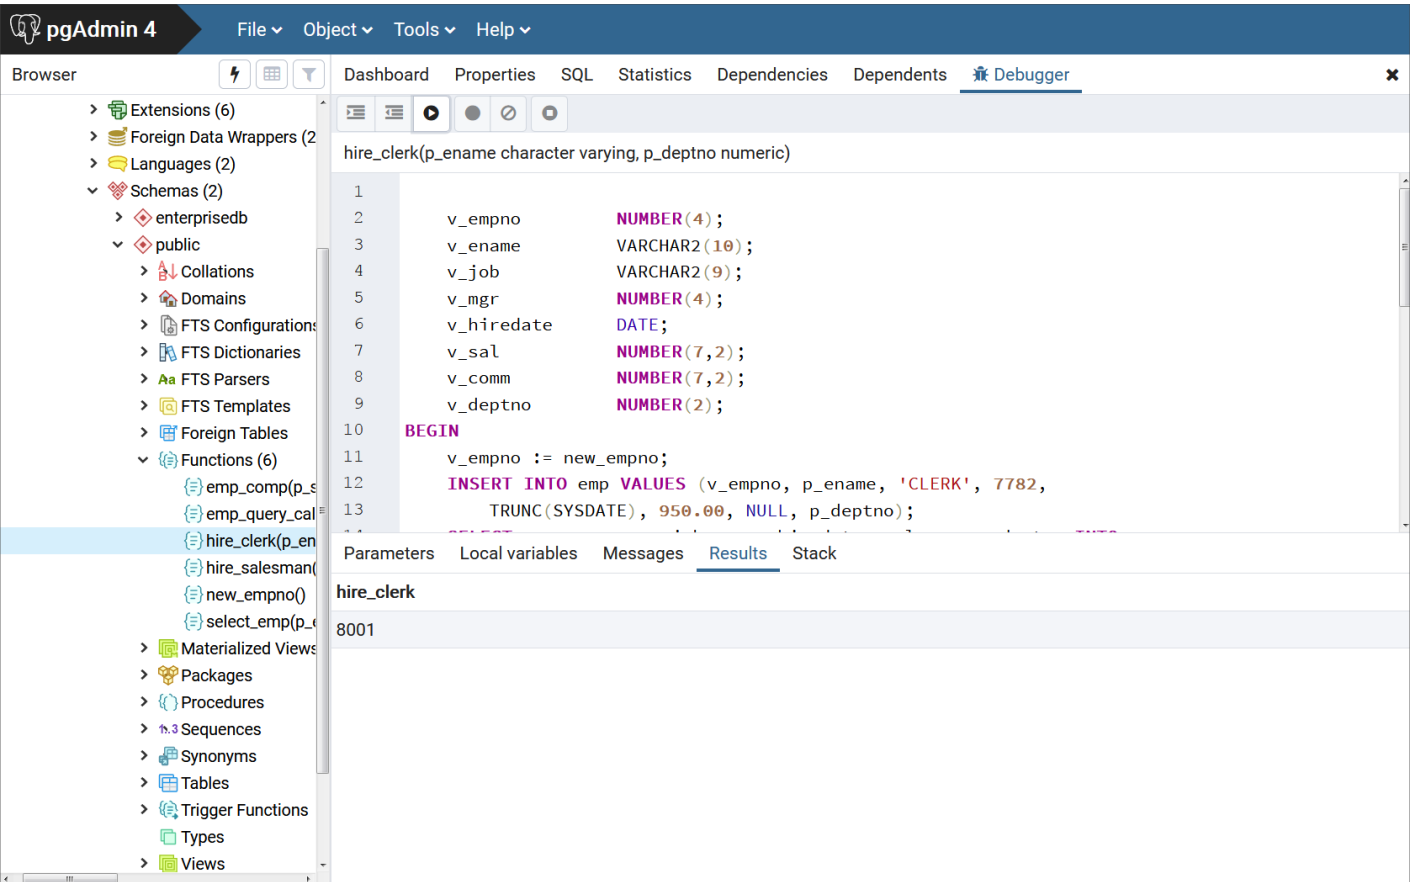 pgAdmin 4
File Object Tools Help
Browser
Dashboard Properties SQL Statistics Dependencies Dependents Debugger
Extensions (6)
Foreign Data Wrappers (2
Languages (2)
Schemas (2)
enterprisedb
public
Collations
Domains
FTS Configurations
FTS Dictionaries
Aa FTS Parsers
FTS Templates
Foreign Tables
Functions (6)
emp_comp(p_s
emp_query_cal
hire_clerk(p_en
hire_salesman(
new_empno()
select_emp(p_e
Materialized Views
Packages
Procedures
1..3 Sequences
Synonyms
Tables
Trigger Functions
Types
Views
hire_clerk(p_ename character varying, p_deptno numeric)
1
2 v_empno NUMBER(4);
3 v_ename VARCHAR2(10);
4 v_job VARCHAR2(9);
5 v_mgr NUMBER(4);
6 v_hiredate DATE;
7 v_sal NUMBER(7,2);
8 v_comm NUMBER(7,2);
9 v_deptno NUMBER(2);
10 BEGIN
11 v_empno := new_empno;
12 INSERT INTO emp VALUES (v_empno, p_ename, 'CLERK', 7782,
13 TRUNC(SYSDATE), 950.00, NULL, p_deptno);
Parameters Local variables Messages Results Stack
hire_clerk
8001